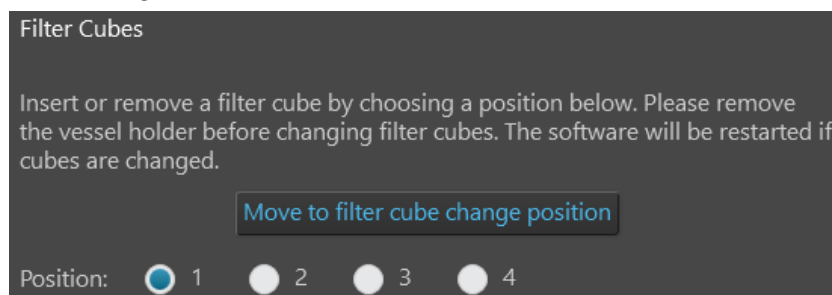 Filter Cubes
Insert or remove a filter cube by choosing a position below. Please remove
the vessel holder before changing filter cubes. The software will be restarted if
cubes are changed.
Move to filter cube change position
Position: 1 2 3 4